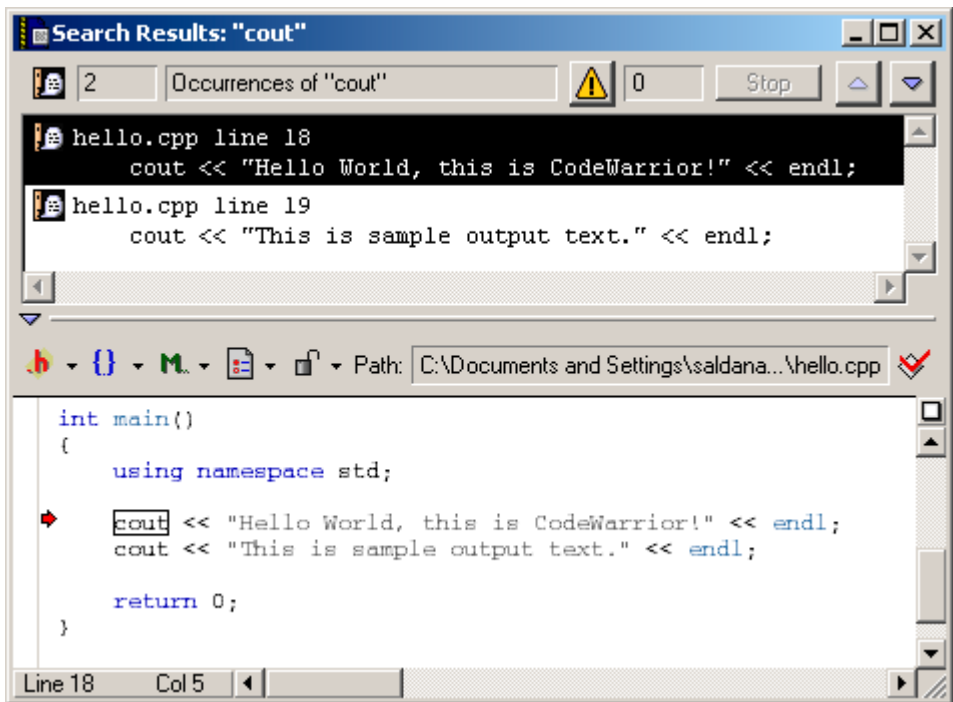 Search Results: "cout"
2 Occurrences of "cout" 0 Stop
hello.cpp line 18
cout << "Hello World, this is CodeWarrior!" << endl;
hello.cpp line 19
cout << "This is sample output text." << endl;
.h {} M. Path: C:\Documents and Settings\saldana...\hello.cpp
int main()
{
using namespace std;
cout << "Hello World, this is CodeWarrior!" << endl;
cout << "This is sample output text." << endl;
return 0;
}
Line 18 Col 5